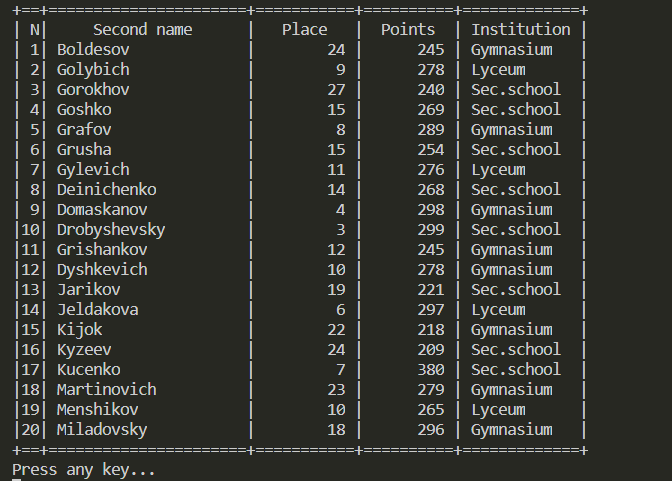 +==+====================+==========+=========+============+
| N|     Second name     |   Place   |  Points  | Institution |
| 1| Boldesov            |        24 |      245 | Gymnasium   |
| 2| Golybich            |         9 |      278 | Lyceum      |
| 3| Gorokhov            |        27 |      240 | Sec.school  |
| 4| Goshko              |        15 |      269 | Sec.school  |
| 5| Grafov              |         8 |      289 | Gymnasium   |
| 6| Grusha              |        15 |      254 | Sec.school  |
| 7| Gylevich            |        11 |      276 | Lyceum      |
| 8| Deinichenko         |        14 |      268 | Sec.school  |
| 9| Domaskanov          |         4 |      298 | Gymnasium   |
|10| Drobyshevsky        |         3 |      299 | Sec.school  |
|11| Grishankov          |        12 |      245 | Gymnasium   |
|12| Dyshkevich          |        10 |      278 | Gymnasium   |
|13| Jarikov             |        19 |      221 | Sec.school  |
|14| Jeldakova           |         6 |      297 | Lyceum      |
|15| Kijok               |        22 |      218 | Gymnasium   |
|16| Kyzeev              |        24 |      209 | Sec.school  |
|17| Kucenko             |         7 |      380 | Sec.school  |
|18| Martinovich         |        23 |      279 | Gymnasium   |
|19| Menshikov           |        10 |      265 | Lyceum      |
|20| Miladovsky          |        18 |      296 | Gymnasium   |
+==+====================+==========+=========+============+
Press any key...